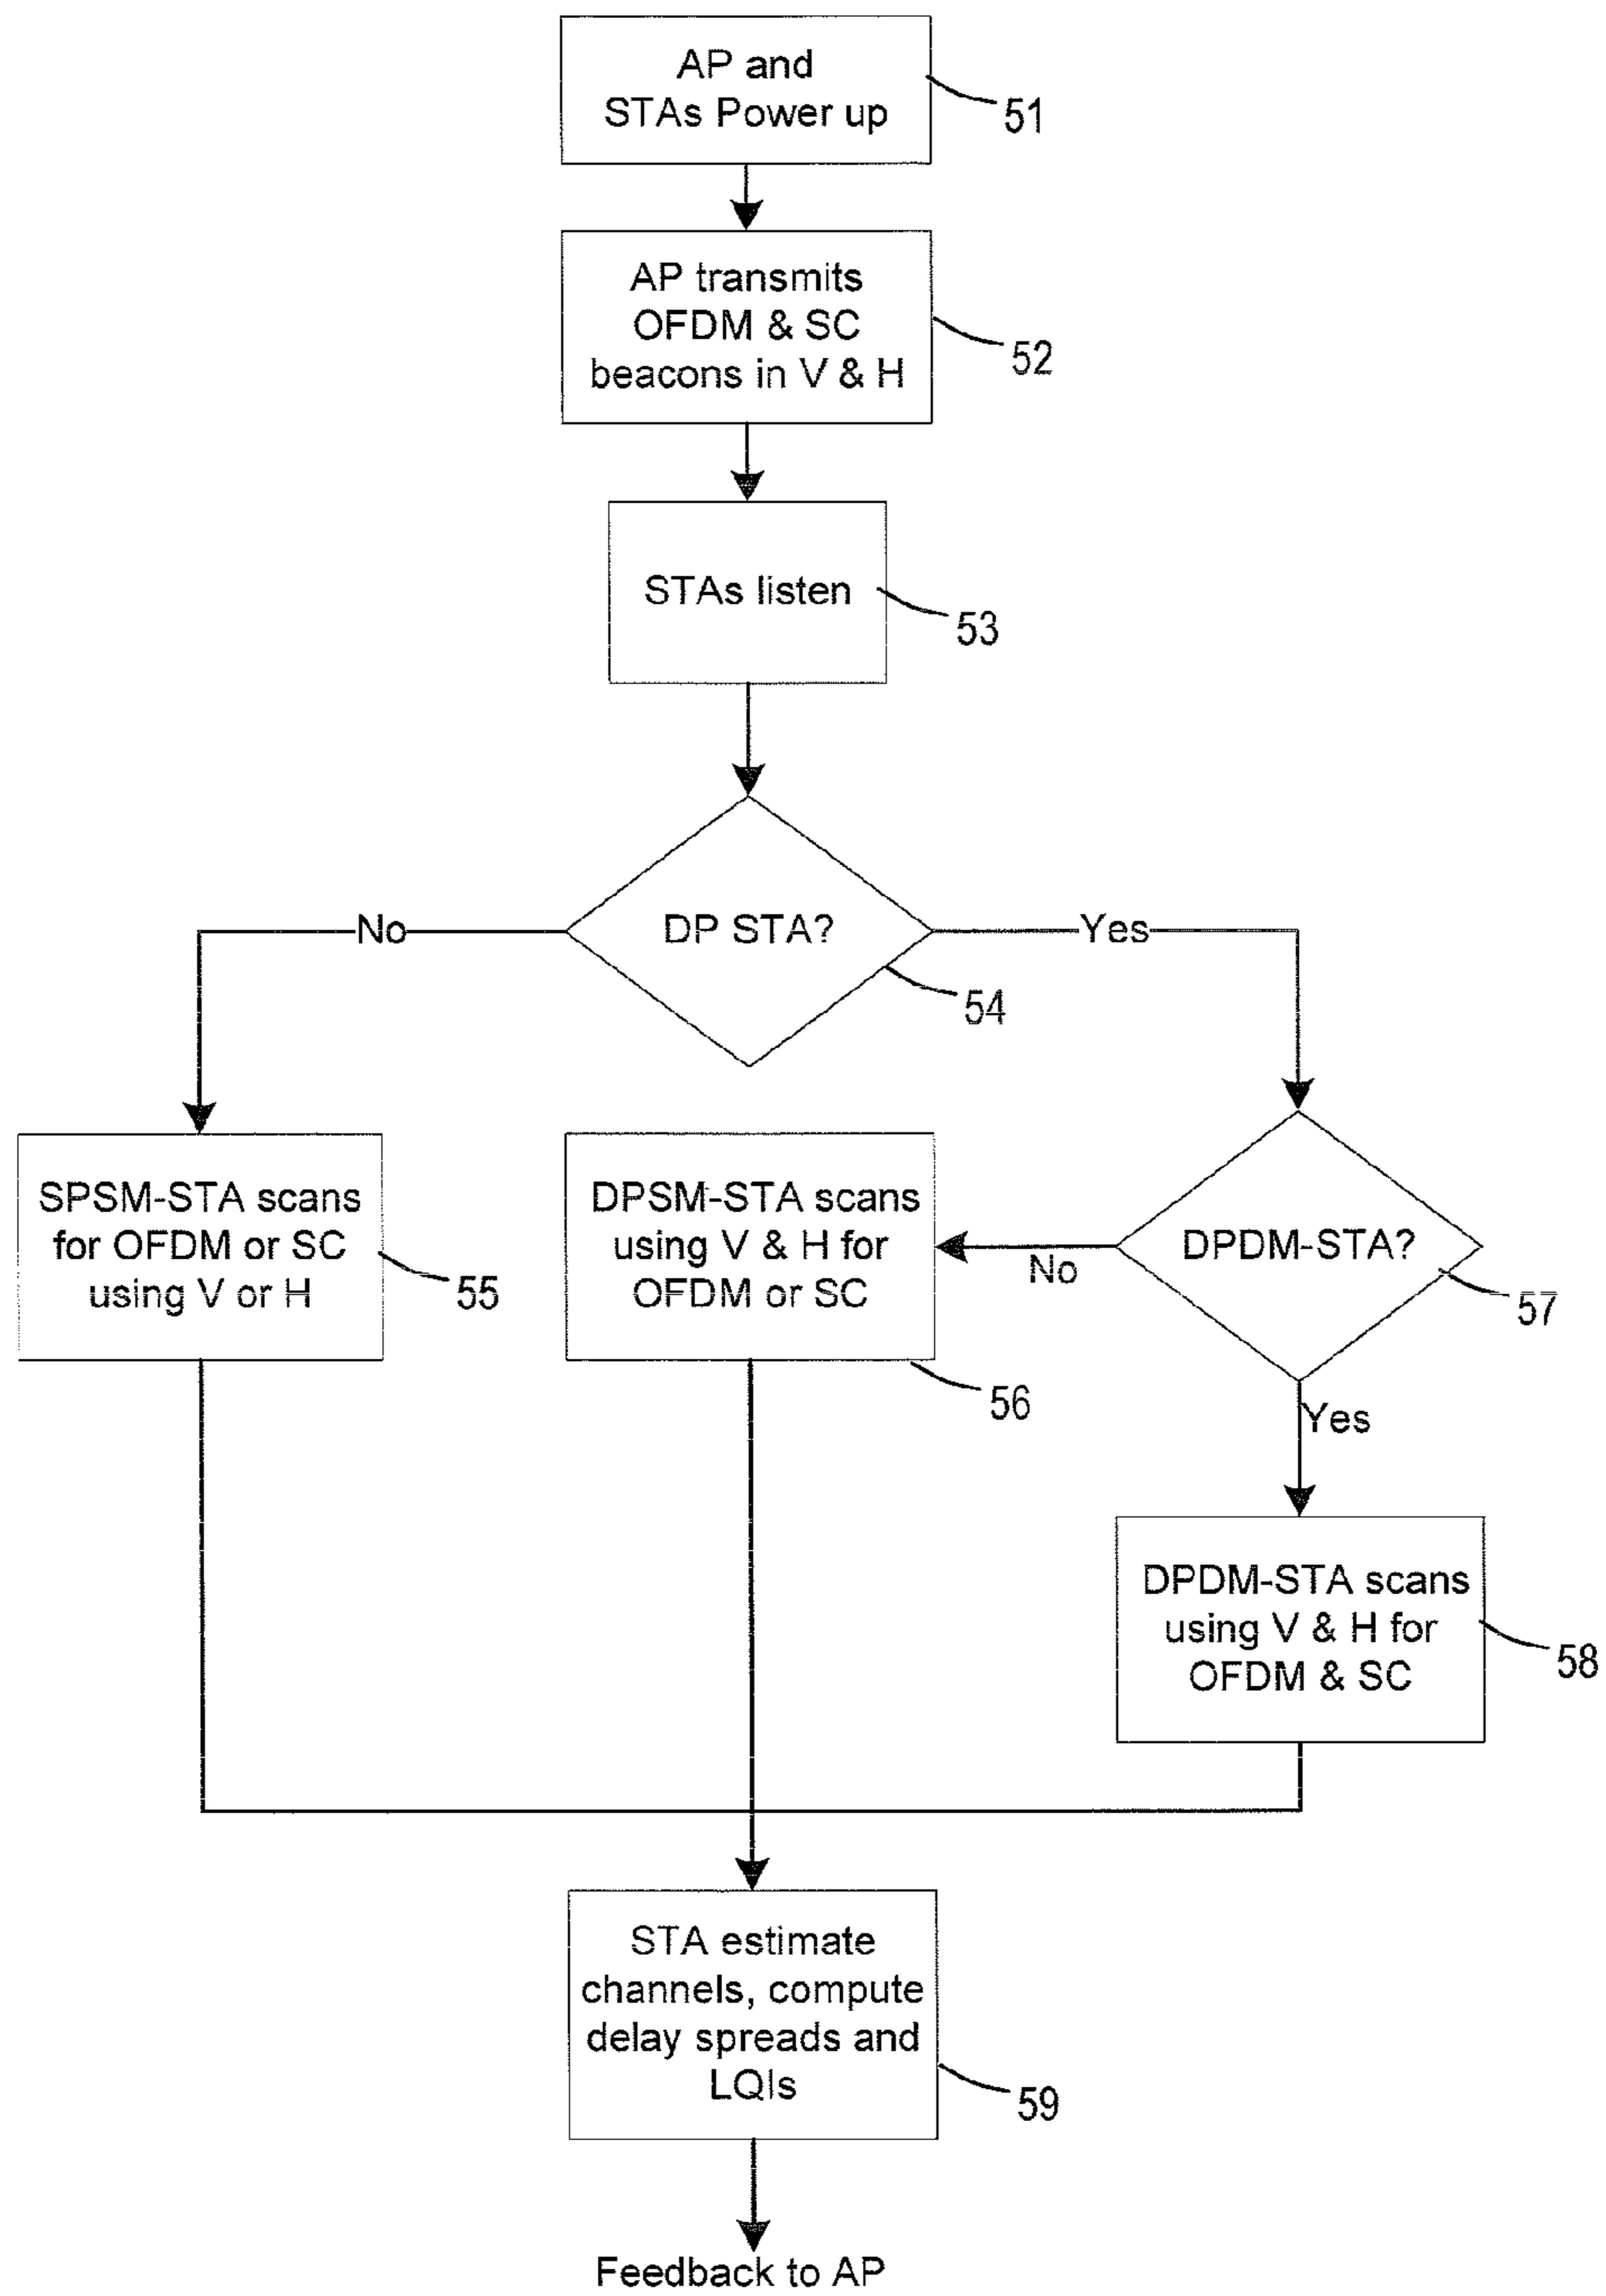 AP and
STAs Power up
51
AP transmits
OFDM & SC
beacons in V & H
52
STAs listen
53
DP STA?
54
No
Yes
SPSM-STA scans
for OFDM or SC
using V or H
55
DPSM-STA scans
using V & H for
OFDM or SC
56
No
DPDM-STA?
57
Yes
DPDM-STA scans
using V & H for
OFDM & SC
58
STA estimate
channels, compute
delay spreads and
LQIs
59
Feedback to AP